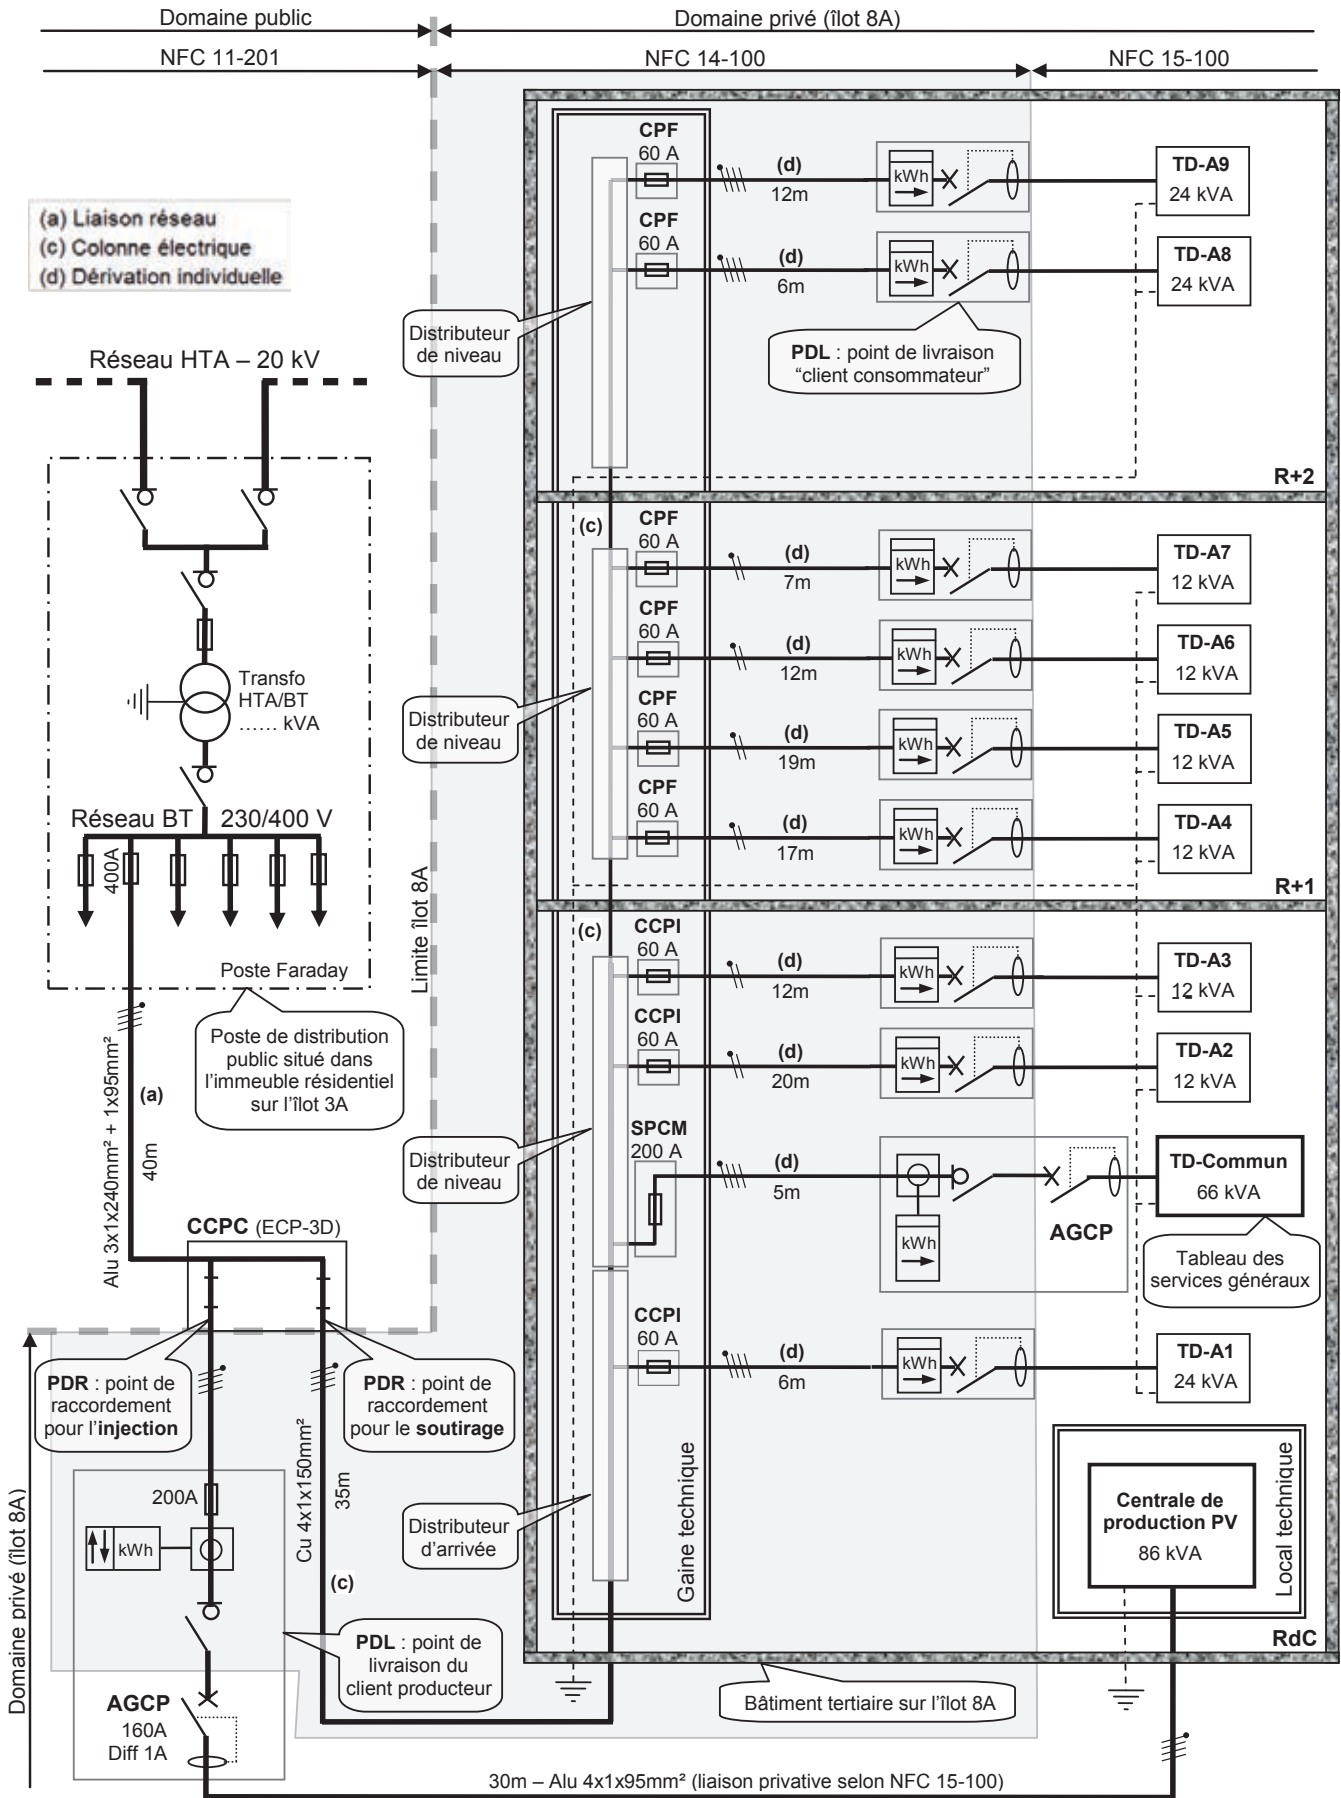 Domaine public
Domaine privé (îlot 8A)
NFC 11-201
NFC 14-100
NFC 15-100
(a) Liaison réseau
(c) Colonne électrique
(d) Dérivation individuelle
Réseau HTA – 20 kV
Transfo
HTA/BT
…… kVA
Réseau BT
230/400 V
400A
Poste Faraday
Poste de distribution
public situé dans
l'immeuble résidentiel
sur l'îlot 3A
Limite îlot 8A
Alu 3x1x240mm² + 1x95mm²
(a)
40m
CCPC (ECP-3D)
PDR : point de
raccordement
pour l'injection
PDR : point de
raccordement
pour le soutirage
Domaine privé (îlot 8A)
200A
kWh
Cu 4x1x150mm²
35m
(c)
PDL : point de
livraison du
client producteur
AGCP
160A
Diff 1A
30m – Alu 4x1x95mm² (liaison privative selon NFC 15-100)
CPF
60 A
(d)
12m
kWh
TD-A9
24 kVA
CPF
60 A
(d)
6m
kWh
TD-A8
24 kVA
Distributeur
de niveau
PDL : point de livraison
“client consommateur”
R+2
(c)
CPF
60 A
(d)
7m
kWh
TD-A7
12 kVA
CPF
60 A
(d)
12m
kWh
TD-A6
12 kVA
Distributeur
de niveau
CPF
60 A
(d)
19m
kWh
TD-A5
12 kVA
CPF
60 A
(d)
17m
kWh
TD-A4
12 kVA
R+1
(c)
CCPI
60 A
(d)
12m
kWh
TD-A3
12 kVA
CCPI
60 A
(d)
20m
kWh
TD-A2
12 kVA
Distributeur
de niveau
SPCM
200 A
(d)
5m
kWh
AGCP
TD-Commun
66 kVA
Tableau des
services généraux
CCPI
60 A
(d)
6m
kWh
TD-A1
24 kVA
Distributeur
d'arrivée
Gaine technique
Centrale de
production PV
86 kVA
Local technique
RdC
Bâtiment tertiaire sur l'îlot 8A